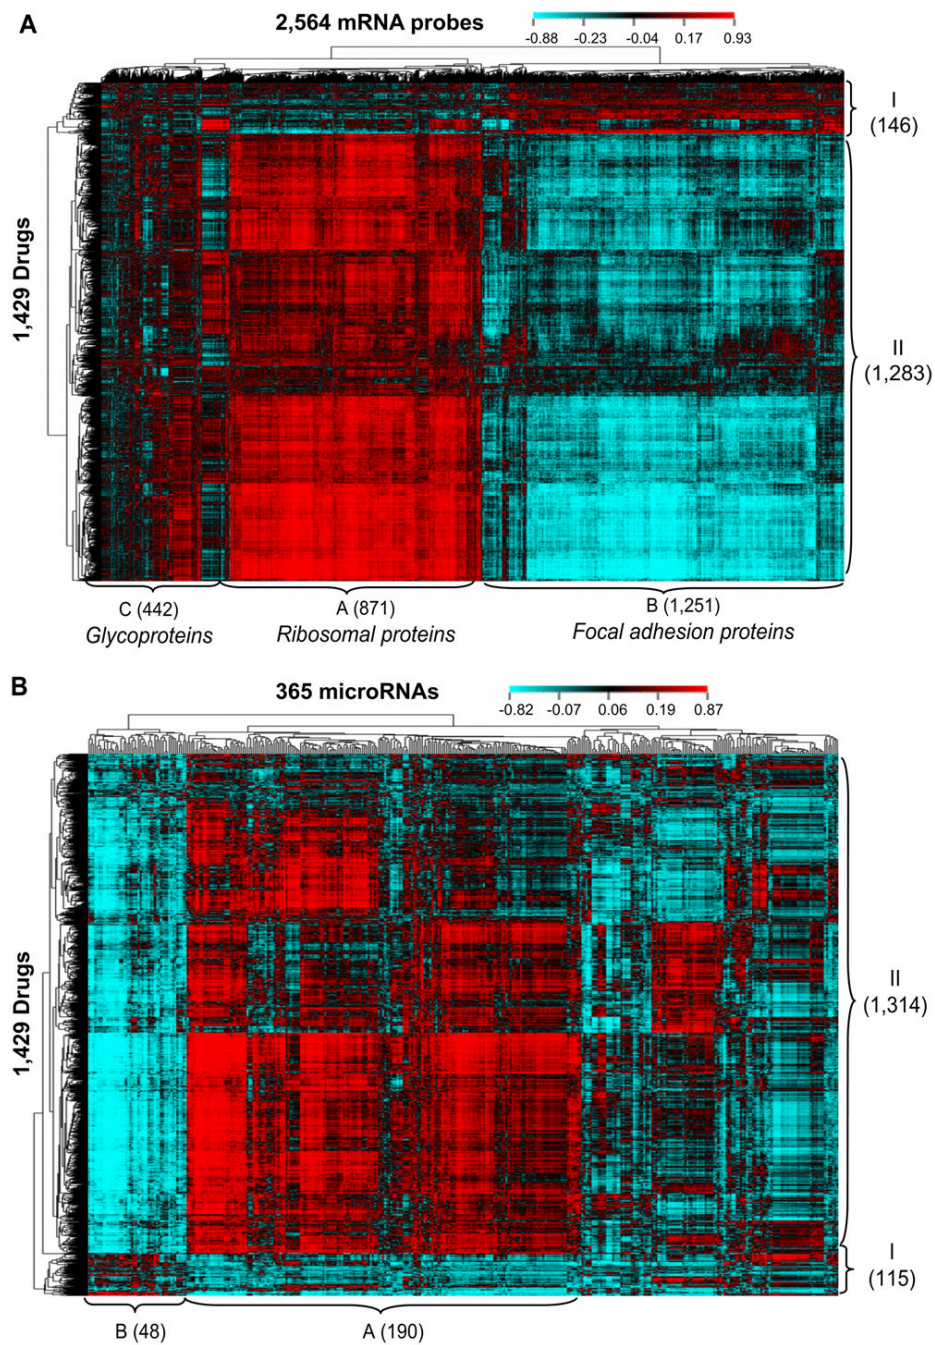 A
2,564 mRNA probes
-0.88 -0.23 -0.04 0.17 0.93
1,429 Drugs
I
(146)
II
(1,283)
C (442)
Glycoproteins
A (871)
Ribosomal proteins
B (1,251)
Focal adhesion proteins
B
365 microRNAs
-0.82 -0.07 0.06 0.19 0.87
1,429 Drugs
II
(1,314)
I
(115)
B (48)
A (190)